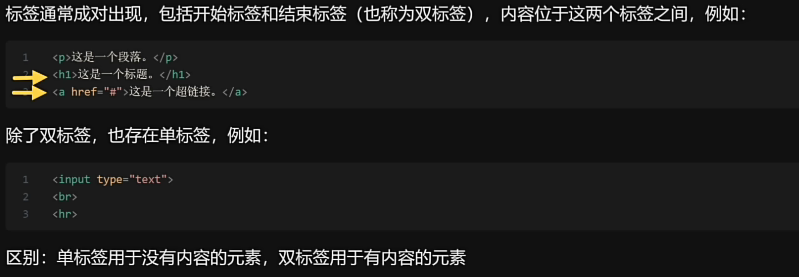 标签通常成对出现，包括开始标签和结束标签（也称为双标签），内容位于这两个标签之间，例如：
1 <p>这是一个段落。</p>
<h1>这是一个标题。</h1>
<a href="#">这是一个超链接。</a>
除了双标签，也存在单标签，例如：
1 <input type="text">
2 <br>
3 <hr>
区别：单标签用于没有内容的元素，双标签用于有内容的元素